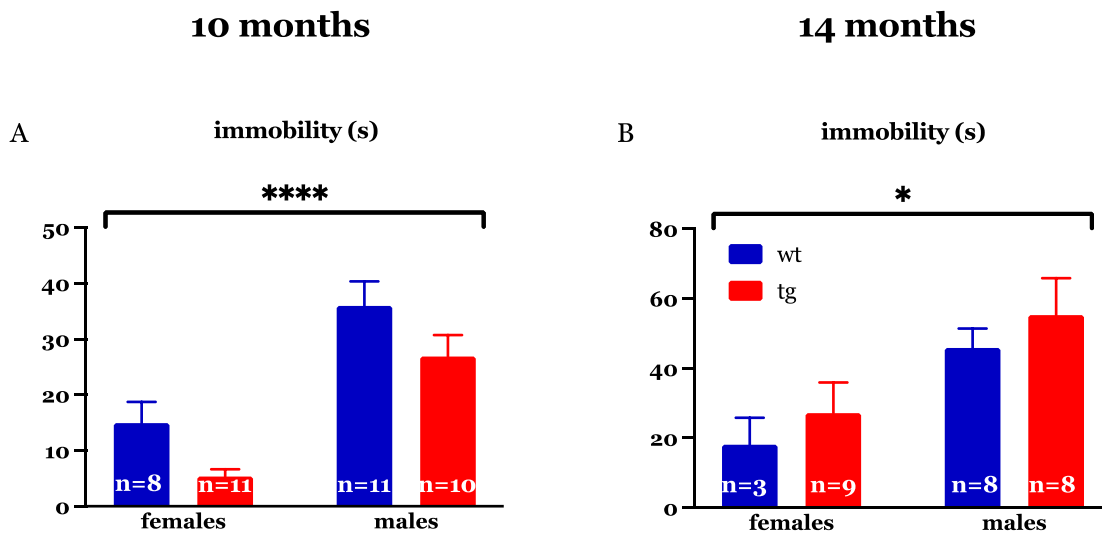 10 months
14 months
A
immobility (s)
B
immobility (s)
****
*
50
40
30
20
10
0
n=8
n=11
n=11
n=10
females
males
80
60
40
20
0
wt
tg
n=3
n=9
n=8
n=8
females
males